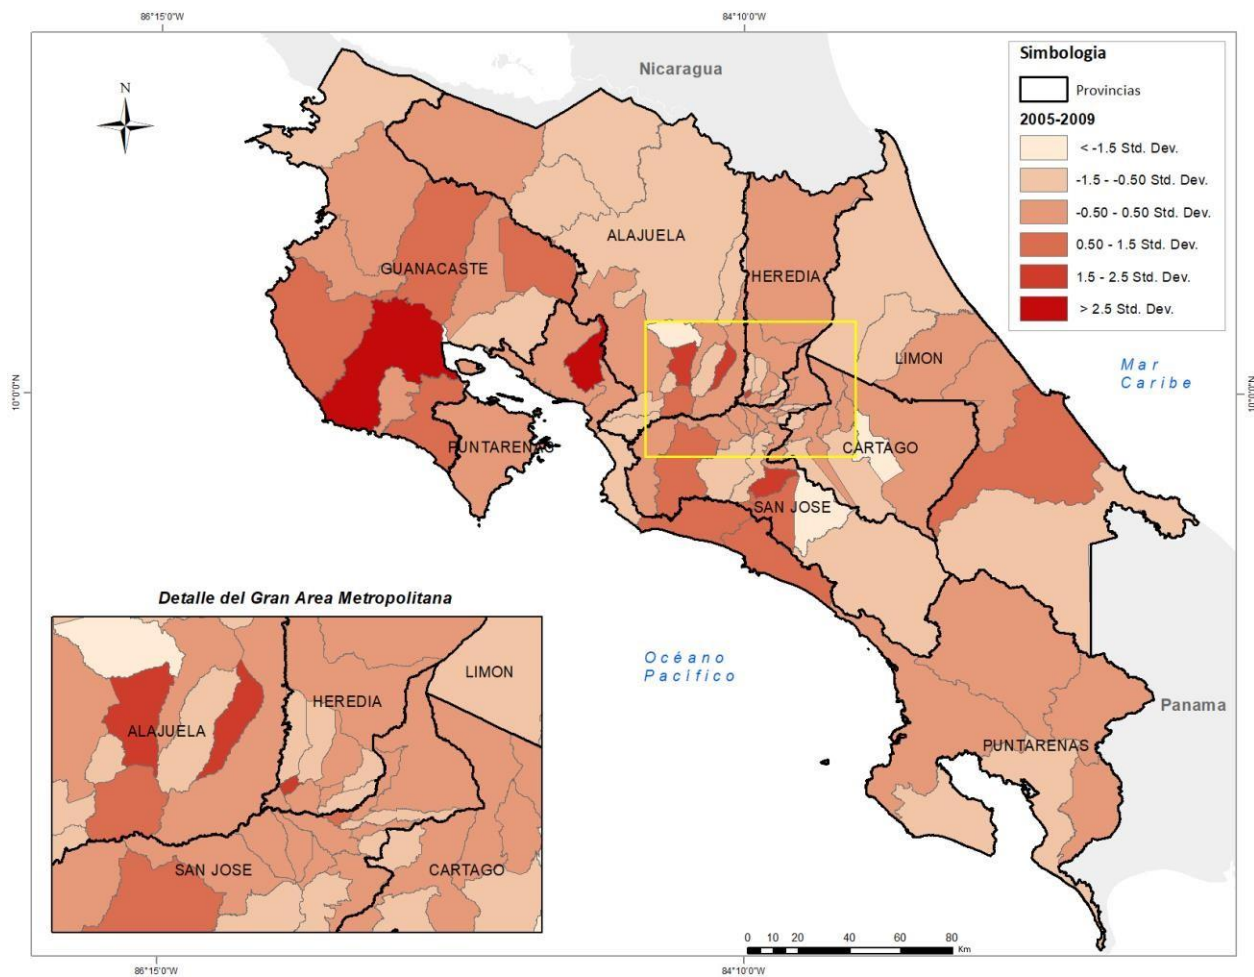 86°15'0"W
84°10'0"W
Nicaragua
Simbologia
Provincias
2005-2009
< -1.5 Std. Dev.
-1.5 - -0.50 Std. Dev.
-0.50 - 0.50 Std. Dev.
0.50 - 1.5 Std. Dev.
1.5 - 2.5 Std. Dev.
> 2.5 Std. Dev.
N
ALAJUELA
GUANACASTE
HEREDIA
LIMON
Mar
Caribe
10°0'0"N
10°0'0"N
PUNTARENAS
CARTAGO
SAN JOSE
Detalle del Gran Area Metropolitana
LIMON
HEREDIA
ALAJUELA
SAN JOSE
CARTAGO
Océano
Pacífico
Panama
PUNTARENAS
0 10 20 40 60 80
Km
86°15'0"W
84°10'0"W